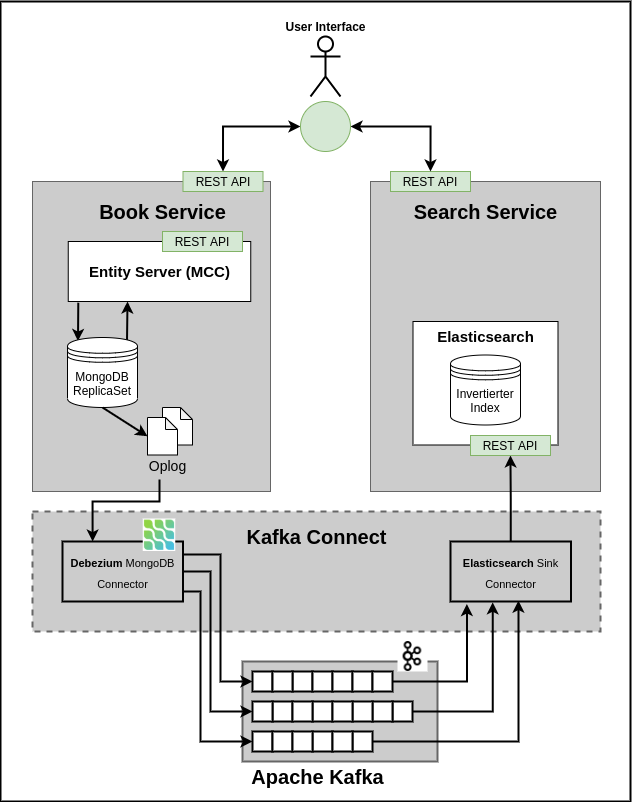 User Interface
REST API
REST API
Book Service
Search Service
REST API
Entity Server (MCC)
MongoDB
ReplicaSet
Oplog
Elasticsearch
Invertierter
Index
REST API
Kafka Connect
Debezium MongoDB
Connector
Elasticsearch Sink
Connector
Apache Kafka